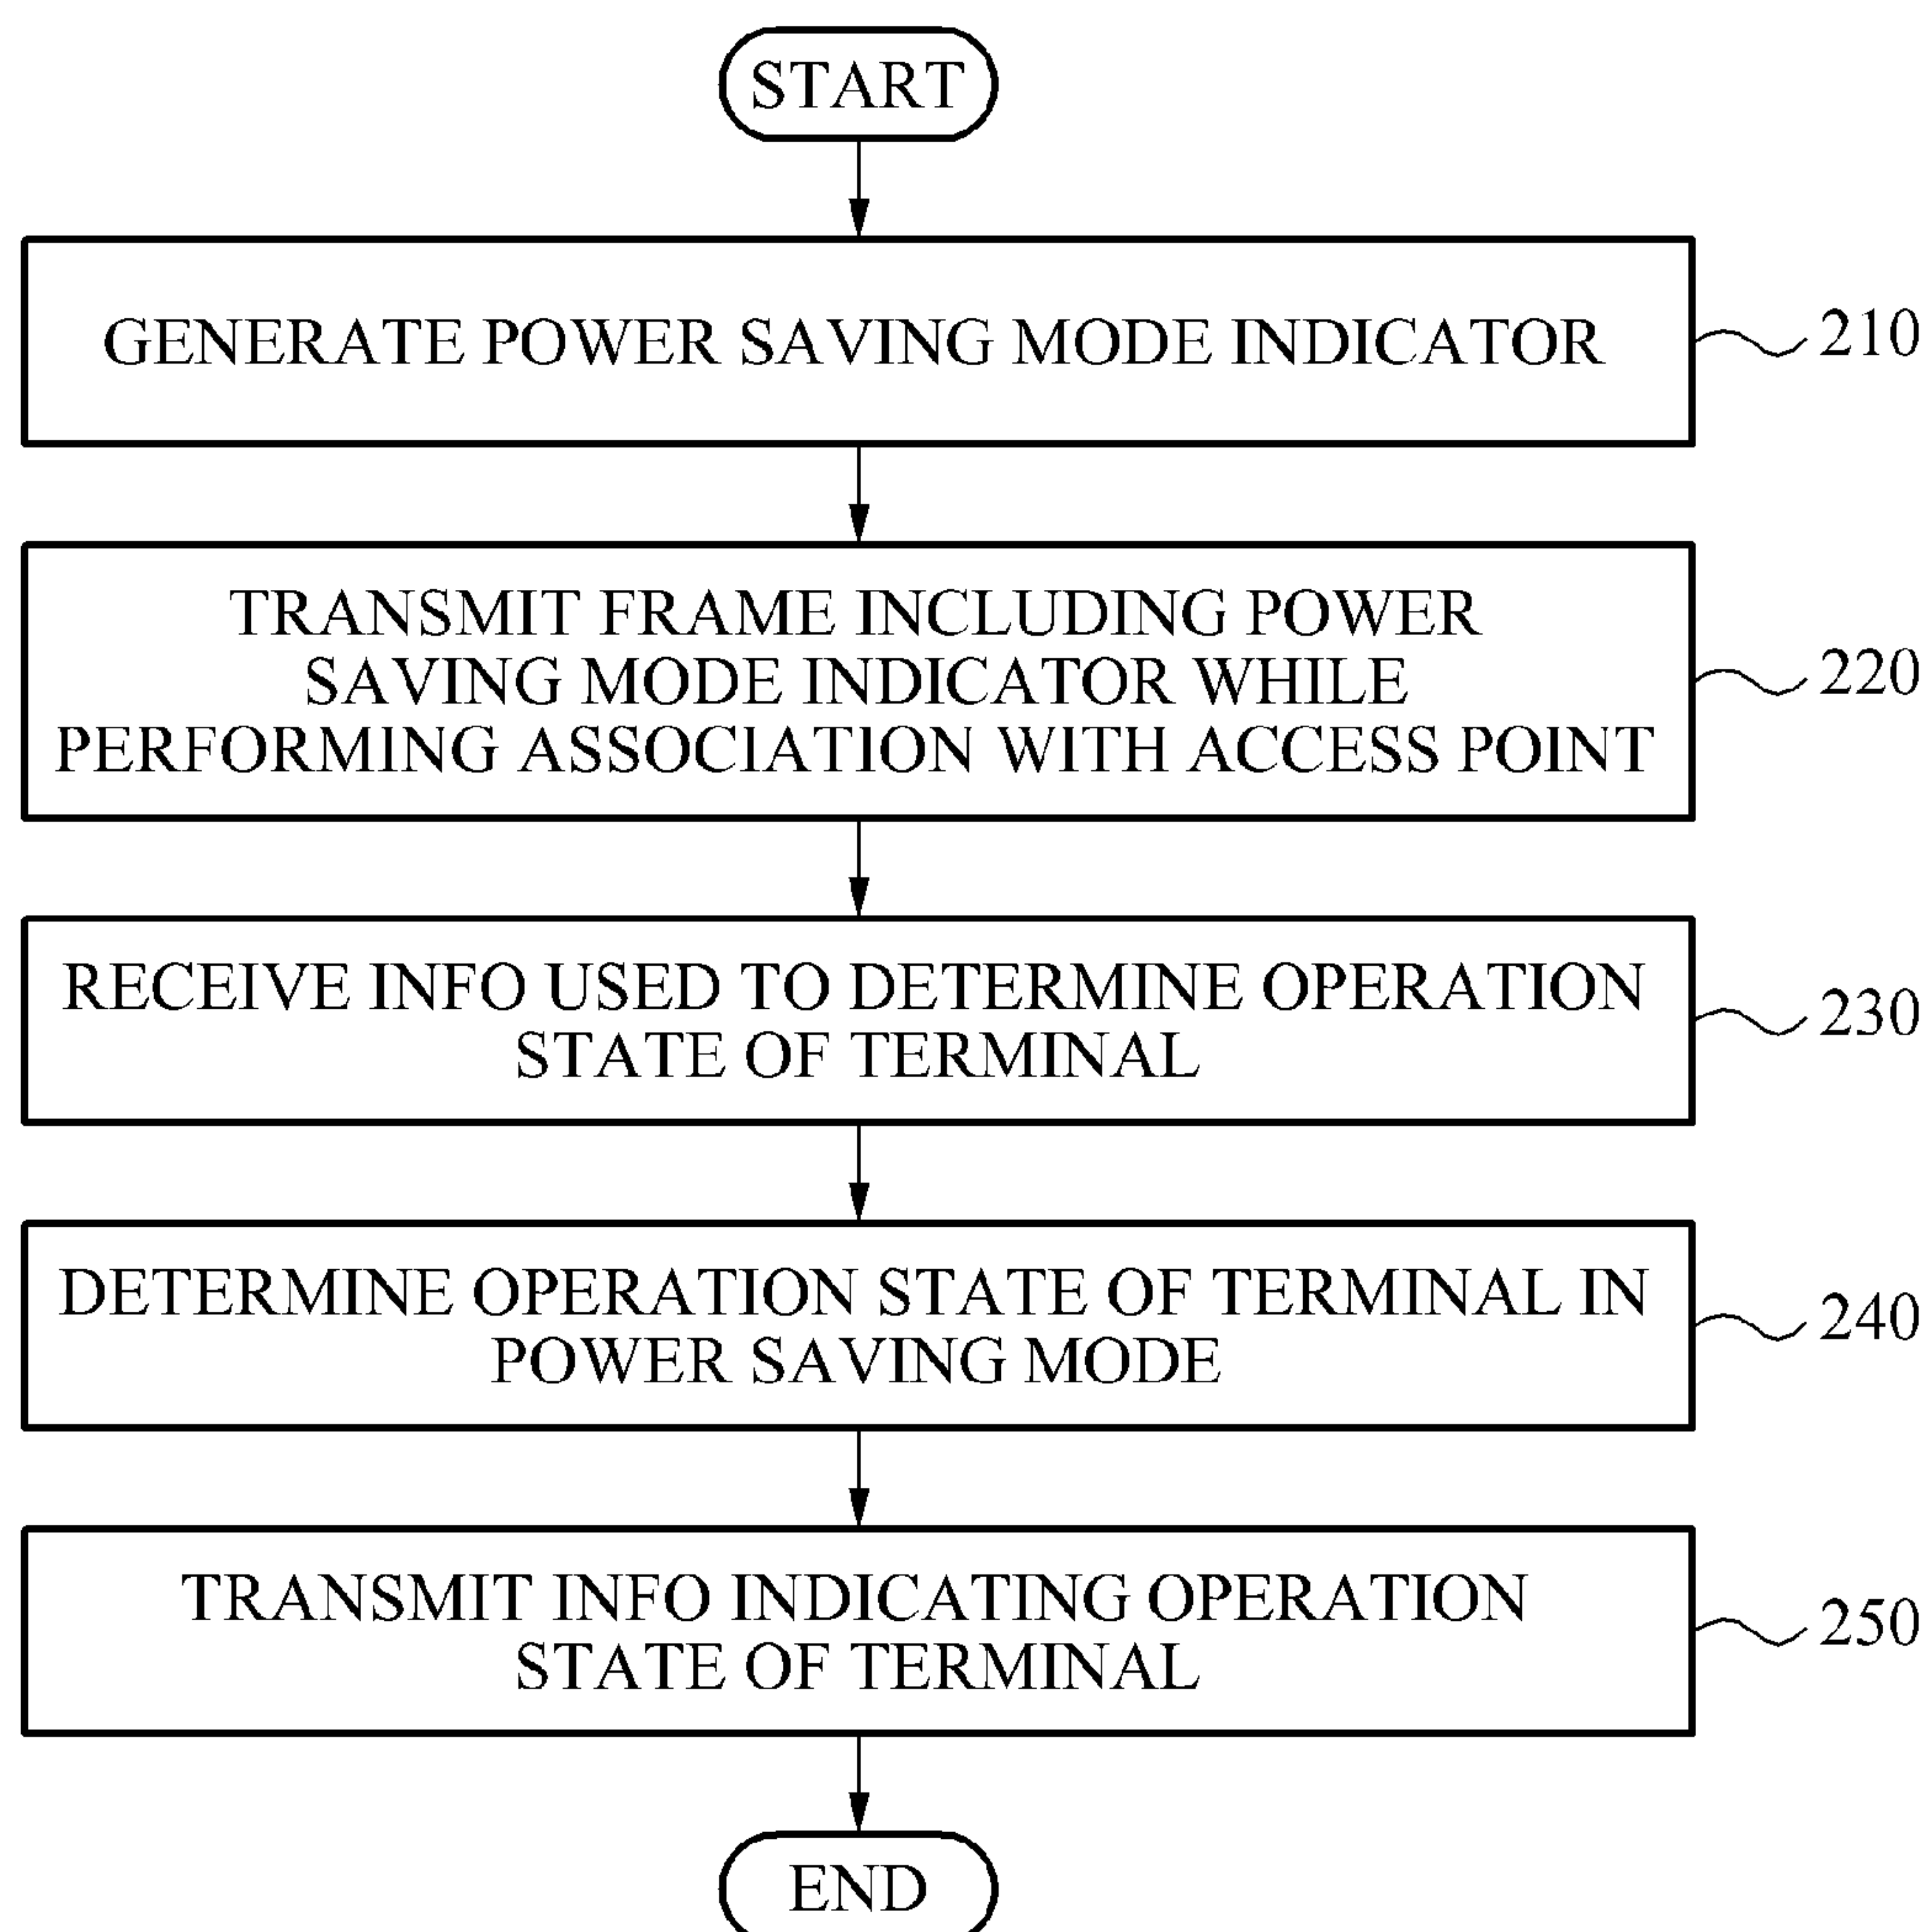 START
GENERATE POWER SAVING MODE INDICATOR
210
TRANSMIT FRAME INCLUDING POWER
SAVING MODE INDICATOR WHILE
PERFORMING ASSOCIATION WITH ACCESS POINT
220
RECEIVE INFO USED TO DETERMINE OPERATION
STATE OF TERMINAL
230
DETERMINE OPERATION STATE OF TERMINAL IN
POWER SAVING MODE
240
TRANSMIT INFO INDICATING OPERATION
STATE OF TERMINAL
250
END